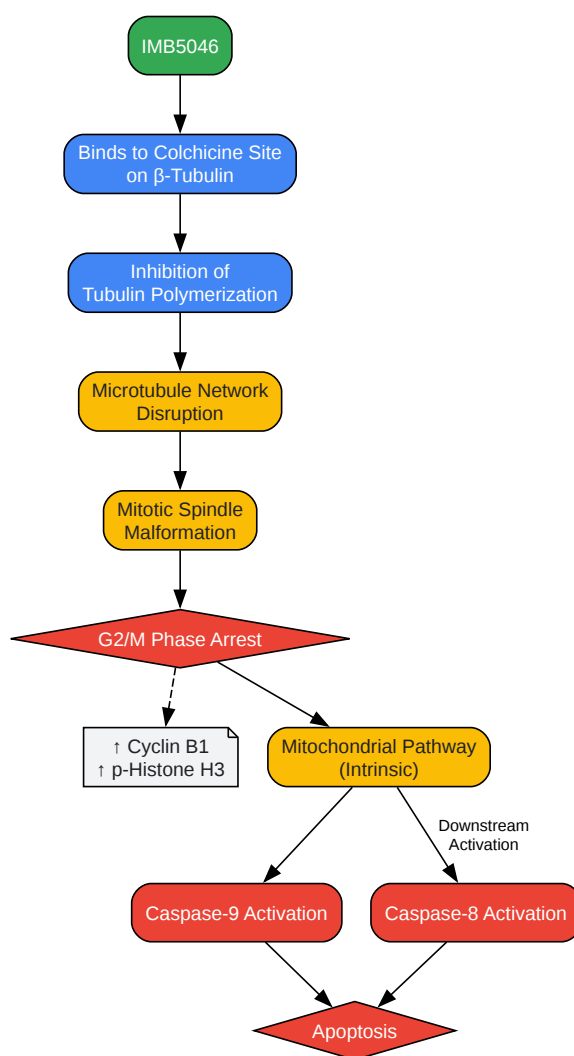 IMB5046
Binds to Colchicine Site
on β-Tubulin
Inhibition of
Tubulin Polymerization
Microtubule Network
Disruption
Mitotic Spindle
Malformation
G2/M Phase Arrest
↑ Cyclin B1
↑ p-Histone H3
Mitochondrial Pathway
(Intrinsic)
Downstream
Activation
Caspase-9 Activation
Caspase-8 Activation
Apoptosis